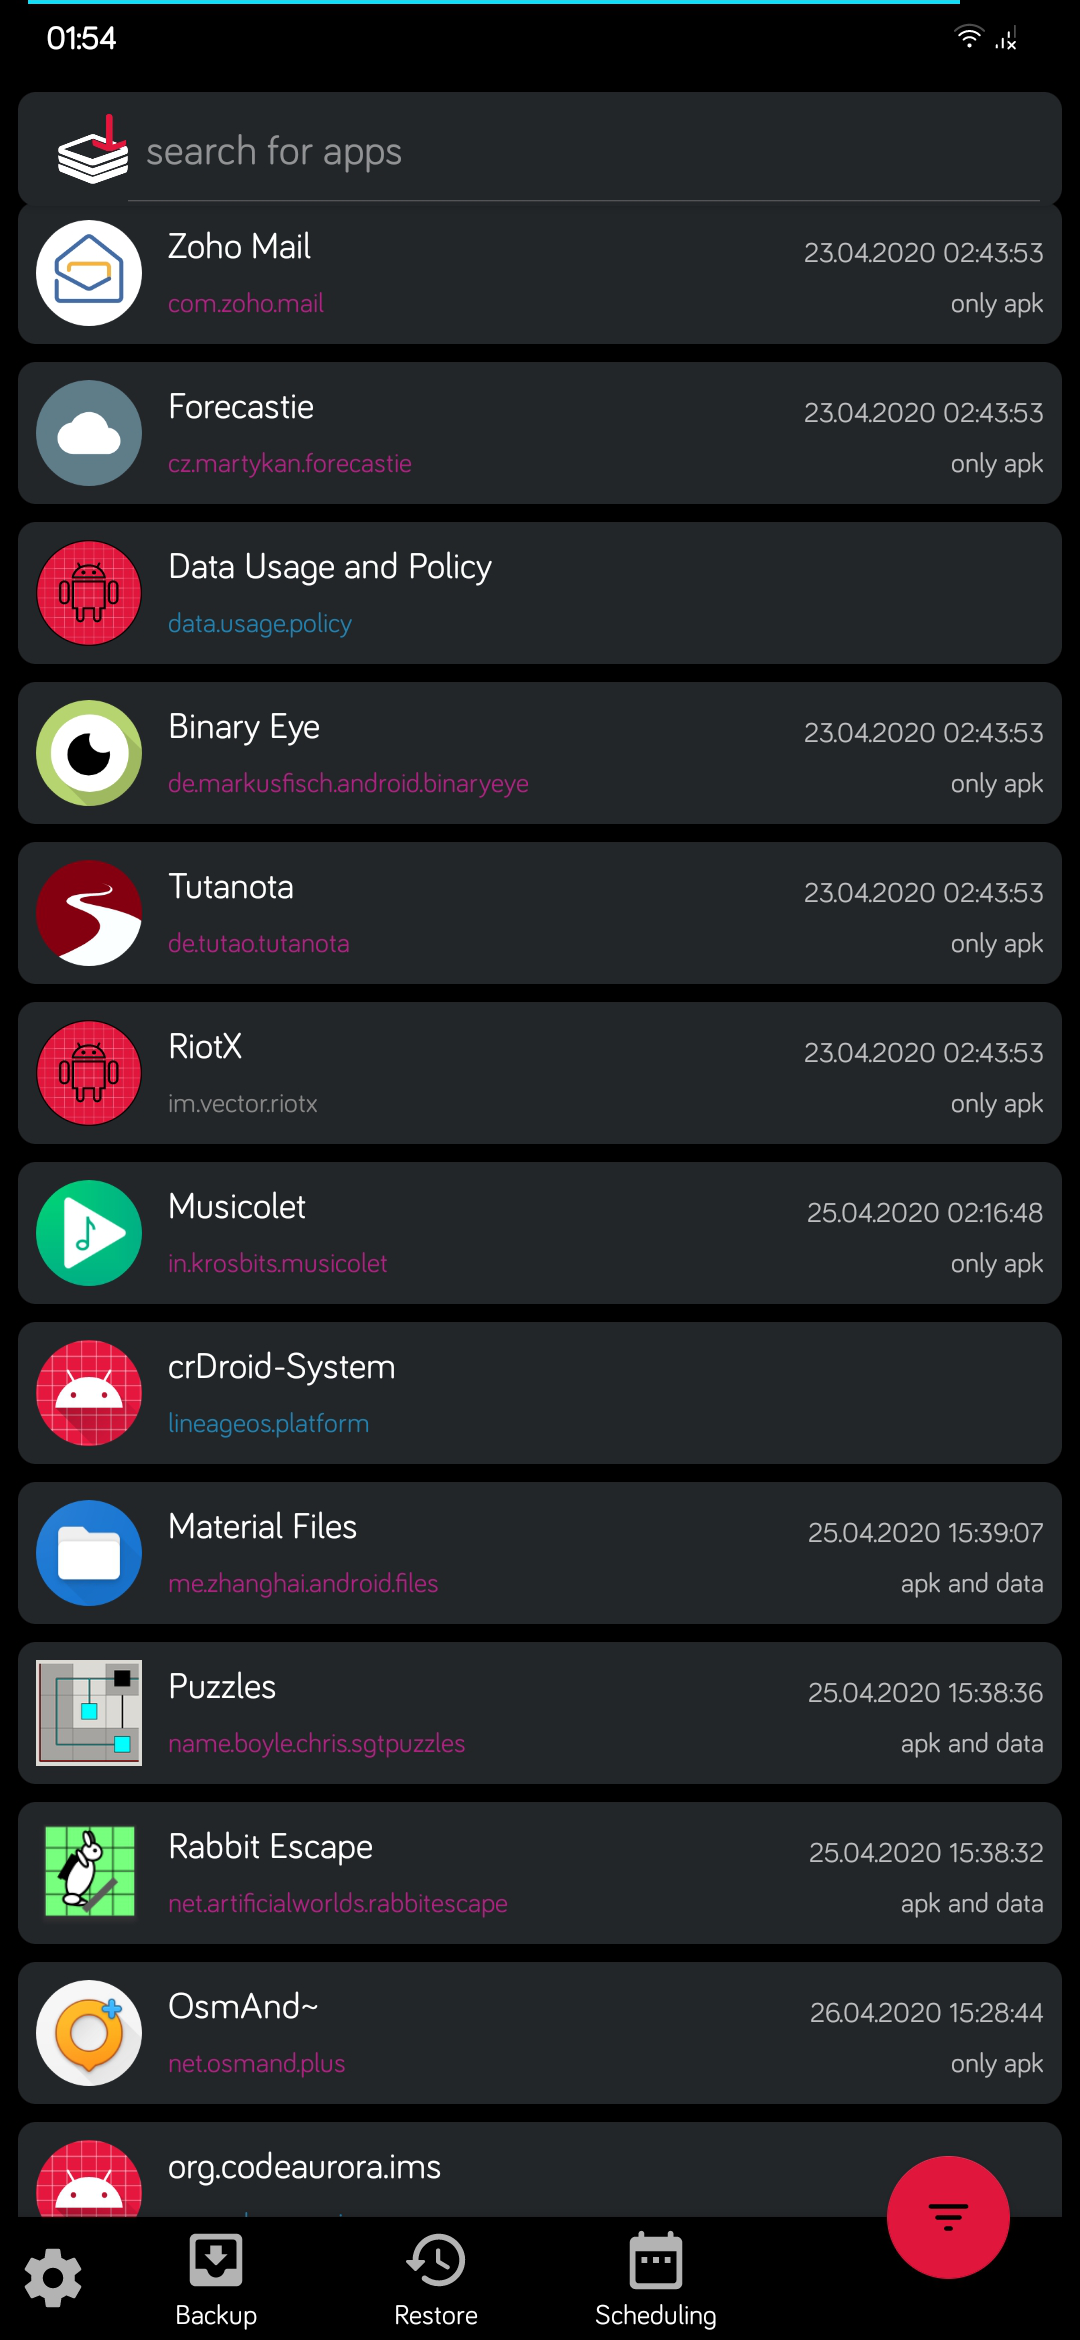 01:54
search for apps
Zoho Mail
23.04.2020 02:43:53
com.zoho.mail
only apk
Forecastie
23.04.2020 02:43:53
cz.martykan.forecastie
only apk
Data Usage and Policy
data.usage.policy
Binary Eye
23.04.2020 02:43:53
de.markusfisch.android.binaryeye
only apk
Tutanota
23.04.2020 02:43:53
de.tutao.tutanota
only apk
RiotX
23.04.2020 02:43:53
im.vector.riotx
only apk
Musicolet
25.04.2020 02:16:48
in.krosbits.musicolet
only apk
crDroid-System
lineageos.platform
Material Files
25.04.2020 15:39:07
me.zhanghai.android.files
apk and data
Puzzles
25.04.2020 15:38:36
name.boyle.chris.sgtpuzzles
apk and data
Rabbit Escape
25.04.2020 15:38:32
net.artificialworlds.rabbitescape
apk and data
OsmAnd~
26.04.2020 15:28:44
net.osmand.plus
only apk
org.codeaurora.ims
Backup
Restore
Scheduling